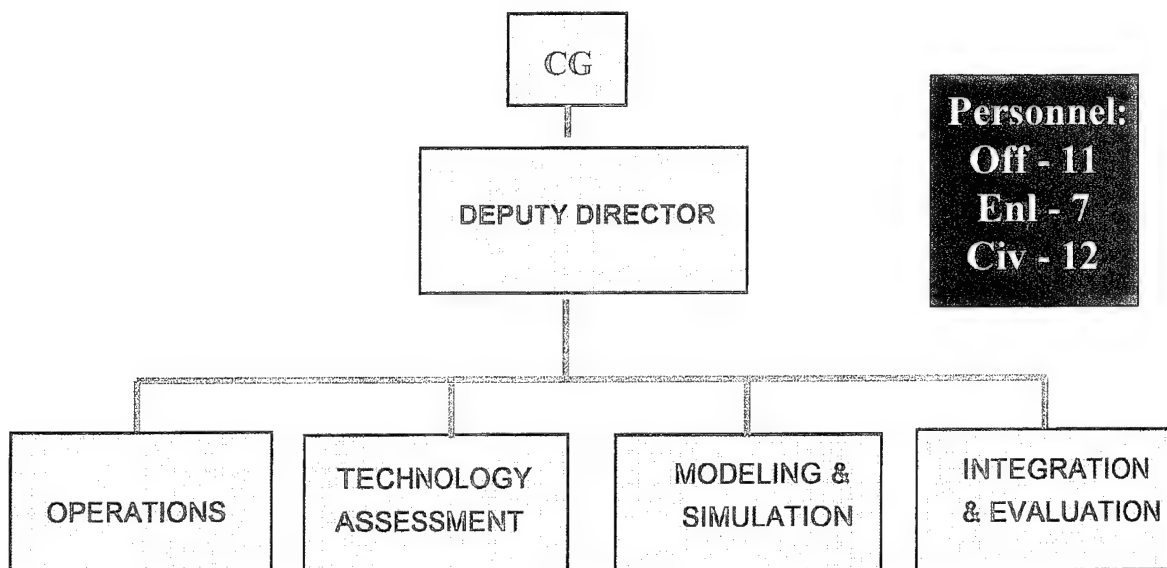 CG
Personnel:
Off - 11
Enl - 7
Civ - 12
DEPUTY DIRECTOR
OPERATIONS
TECHNOLOGY
ASSESSMENT
MODELING &
SIMULATION
INTEGRATION
& EVALUATION